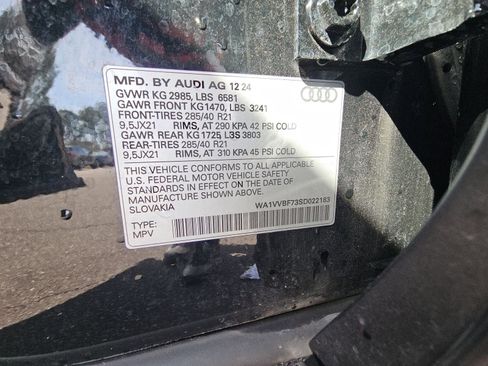 MFD. BY AUDI AG 12 24
GVWR KG 2985, LBS 6581
GAWR FRONT KG 1470, LBS 3241
FRONT-TIRES 285/40 R21
9,5JX21 RIMS, AT 290 KPA 42 PSI COLD
GAWR REAR KG 1725, LBS 3803
REAR-TIRES 285/40 R21
9,5JX21 RIMS, AT 310 KPA 45 PSI COLD
THIS VEHICLE CONFORMS TO ALL APPLICABLE
U.S. FEDERAL MOTOR VEHICLE SAFETY
STANDARDS IN EFFECT ON THE DATE OF
MANUFACTURE SHOWN ABOVE.
SLOVAKIA
WA1VVBF73SD022183
TYPE:
MPV